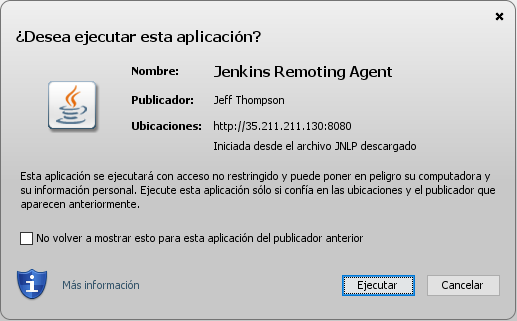 ¿Desea ejecutar esta aplicación?
Nombre: Jenkins Remoting Agent
Publicador: Jeff Thompson
Ubicaciones: http://35.211.211.130:8080
Iniciada desde el archivo JNLP descargado
Esta aplicación se ejecutará con acceso no restringido y puede poner en peligro su computadora y
su información personal. Ejecute esta aplicación sólo si confía en las ubicaciones y el publicador que
aparecen anteriormente.
No volver a mostrar esto para esta aplicación del publicador anterior
Más información Ejecutar Cancelar